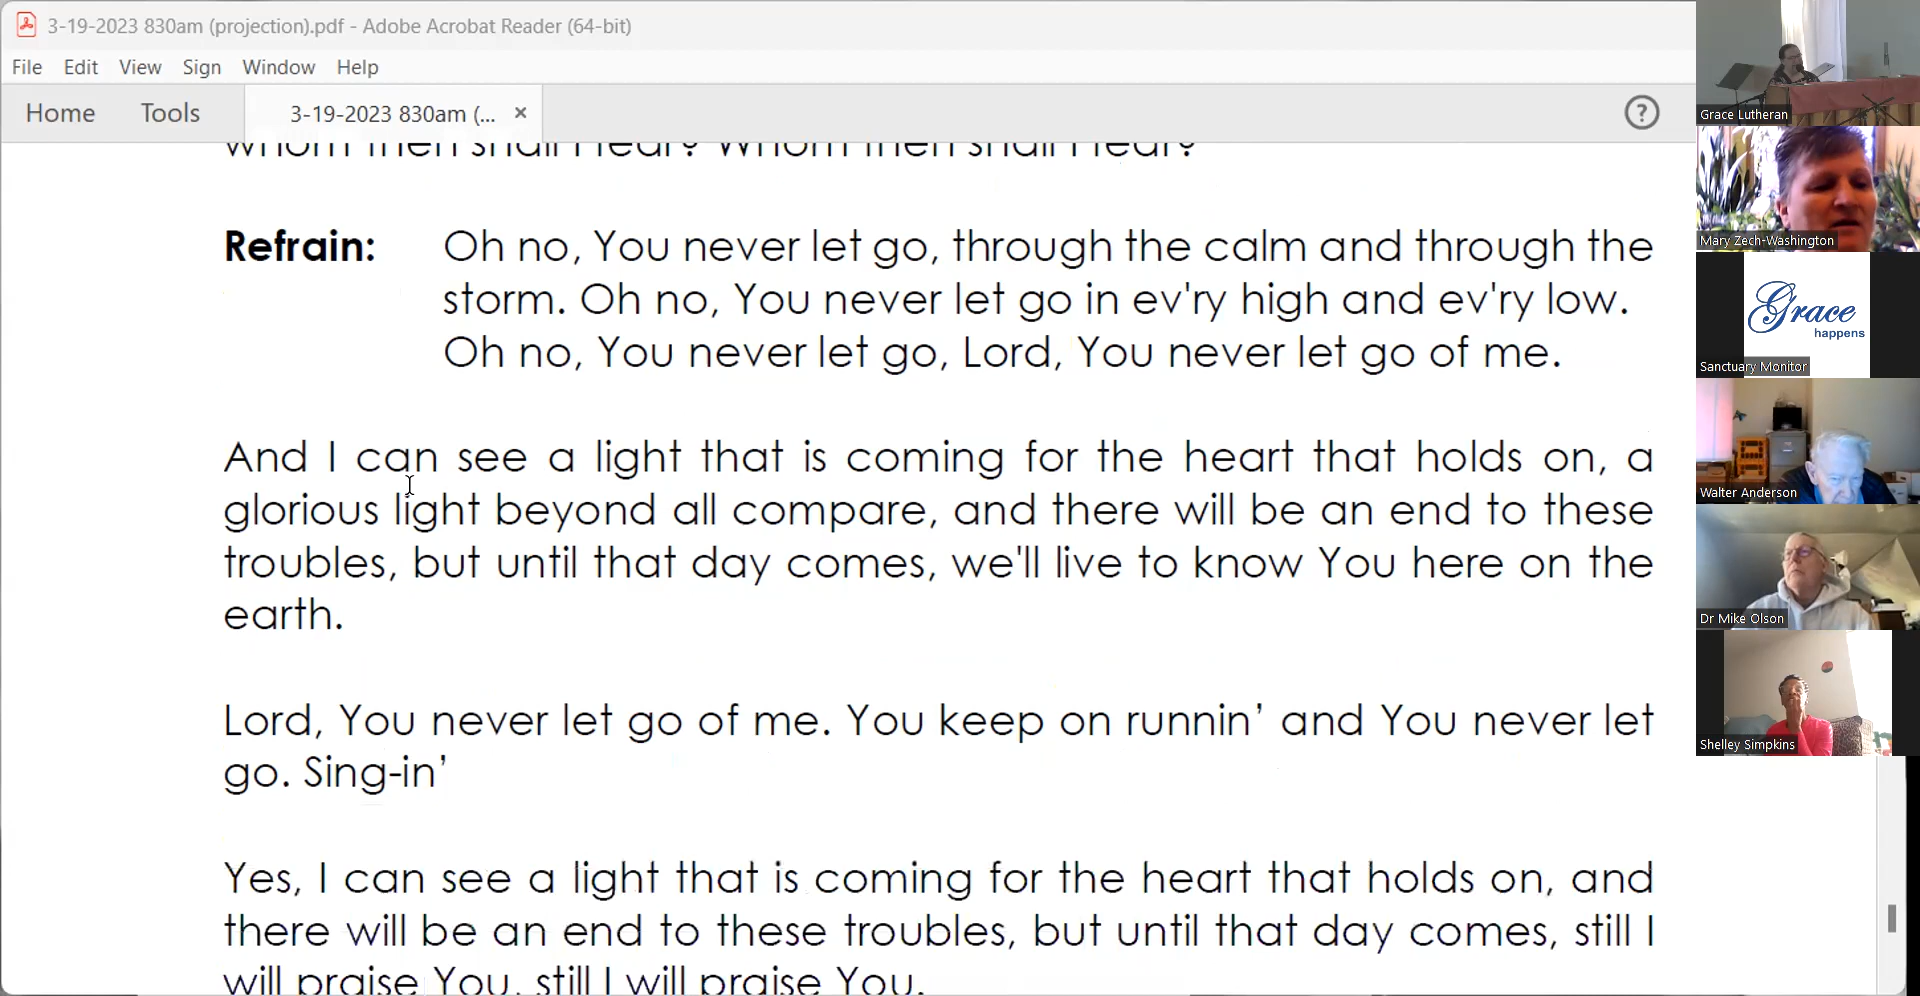 3-19-2023 830am (projection).pdf - Adobe Acrobat Reader (64-bit)
File Edit View Sign Window Help
Home Tools 3-19-2023 830am (... × ?
whom then shall I fear? Whom then shall I fear?
Refrain: Oh no, You never let go, through the calm and through the
storm. Oh no, You never let go in ev'ry high and ev'ry low.
Oh no, You never let go, Lord, You never let go of me.
And I can see a light that is coming for the heart that holds on, a
glorious light beyond all compare, and there will be an end to these
troubles, but until that day comes, we'll live to know You here on the
earth.
Lord, You never let go of me. You keep on runnin’ and You never let
go. Sing-in’
Yes, I can see a light that is coming for the heart that holds on, and
there will be an end to these troubles, but until that day comes, still I
will praise You, still I will praise You.
Grace Lutheran
Mary Zech-Washington
Grace
happens
Sanctuary Monitor
Walter Anderson
Dr Mike Olson
Shelley Simpkins